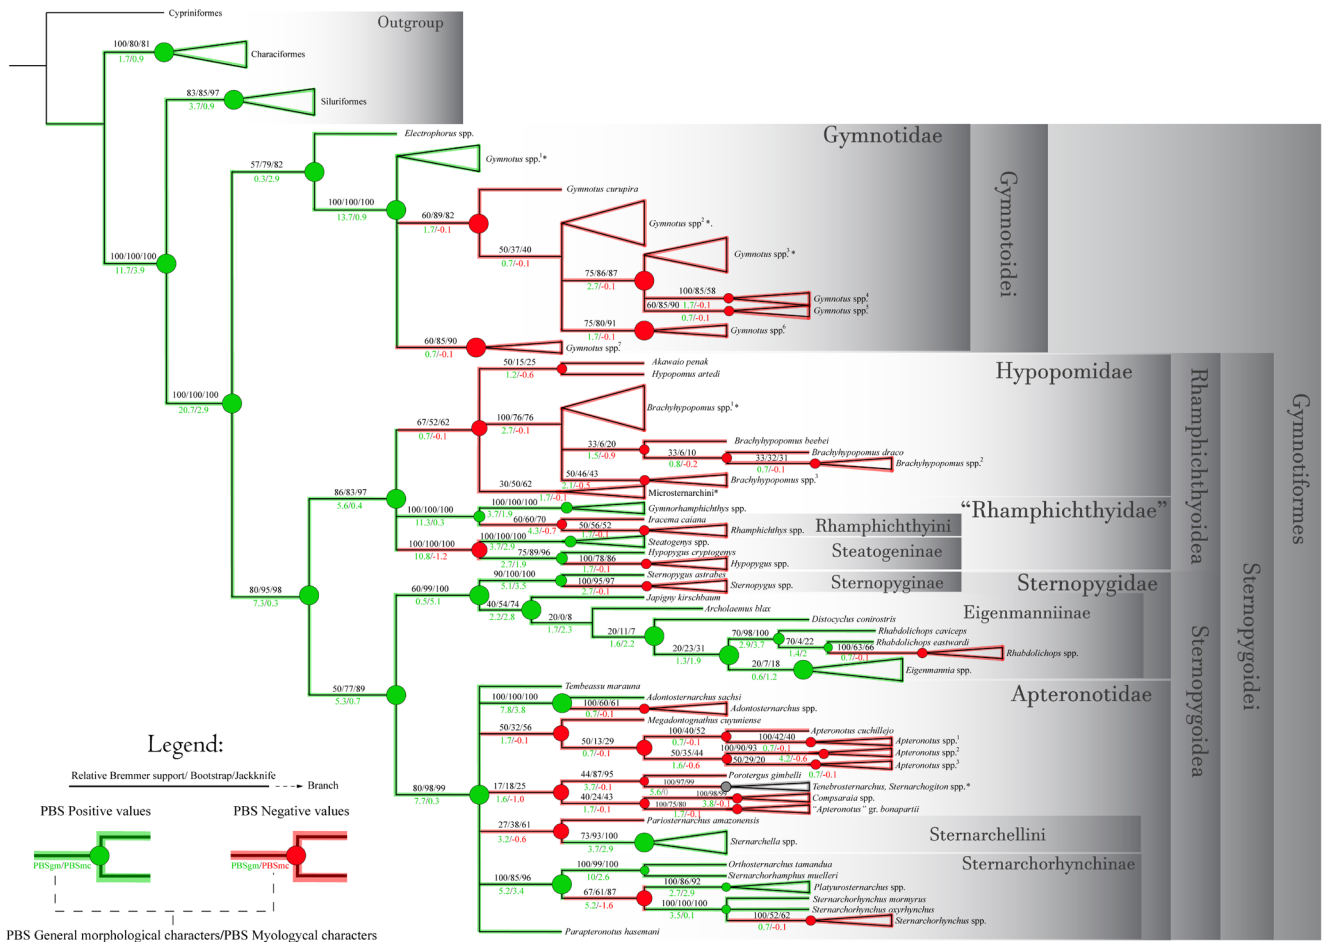 Cypriniformes
Outgroup
100/80/81
1.7/0.9
Characiformes
83/85/97
3.7/0.9
Siluriformes
Electrophorus spp.
Gymnotidae
57/79/82
0.3/2.9
Gymnotus spp.1*
100/100/100
13.7/0.9
Gymnotus curupira
60/89/82
1.7/-0.1
Gymnotus spp2*.
50/37/40
0.7/-0.1
Gymnotus spp.3*
75/86/87
2.7/-0.1
100/85/58
1.7/-0.1
Gymnotus spp.4
60/85/90
0.7/-0.1
Gymnotus spp.5
75/80/91
1.7/-0.1
Gymnotus spp.6
60/85/90
0.7/-0.1
Gymnotus spp.7
Gymnotoidei
100/100/100
11.7/3.9
100/100/100
20.7/2.9
50/15/25
1.2/-0.6
Akawaio penak
Hypopomus artedi
Hypopomidae
67/52/62
0.7/-0.1
100/76/76
2.7/-0.1
Brachyhypopomus spp.1*
33/6/20
1.5/-0.9
Brachyhypopomus beebei
33/6/10
0.8/-0.2
Brachyhypopomus draco
33/32/31
0.7/-0.1
Brachyhypopomus spp.2
50/46/43
2.1/-0.5
Brachyhypopomus spp.3
30/50/62
1.7/-0.1
Microsternarchini*
86/83/97
5.6/0.4
100/100/100
11.3/0.3
100/100/100
3.7/1.9
Gymnorhamphichthys spp.
“Rhamphichthyidae”
60/60/70
4.3/-0.7
Iracema caiana
50/56/52
1.7/-0.1
Rhamphichthys spp.
Rhamphichthyini
100/100/100
10.8/-1.2
100/100/100
3.7/2.9
Steatogenys spp.
75/89/96
2.7/1.9
Hypopygus cryptogenys
100/78/86
1.7/-0.1
Hypopygus spp.
Steatogeninae
Rhamphichthyoidea
Gymnotiformes
80/95/98
7.3/0.3
60/99/100
0.5/5.1
90/100/100
5.1/3.5
Sternopygus astrabes
100/95/97
2.7/-0.1
Sternopygus spp.
Sternopyginae
Sternopygidae
40/54/74
2.2/2.8
Japigny kirschbaum
Eigenmanniinae
20/0/8
1.7/2.3
Archolaemus blax
20/11/7
1.6/2.2
Distocyclus conirostris
20/23/31
1.3/1.9
70/98/100
2.9/3.7
Rhabdolichops caviceps
70/4/22
1.4/2
Rhabdolichops eastwardi
100/63/66
0.7/-0.1
Rhabdolichops spp.
20/7/18
0.6/1.2
Eigenmannia spp.
Sternopygoidei
Sternopygoidea
50/77/89
5.3/0.7
Tembeassu marauna
Apteronotidae
100/100/100
7.8/3.8
Adontosternarchus sachsi
100/60/61
0.7/-0.1
Adontosternarchus spp.
50/32/56
1.7/-0.1
Megadontognathus cuyuniense
50/13/29
0.7/-0.1
100/40/52
0.7/-0.1
Apteronotus cuchillejo
100/42/40
0.7/-0.1
Apteronotus spp.1
50/35/44
1.6/-0.6
100/90/93
4.2/-0.6
Apteronotus spp.2
50/29/20
0.7/-0.1
Apteronotus spp.3
80/98/99
7.7/0.3
17/18/25
1.6/-1.0
44/87/95
3.7/-0.1
Porotergus gimbelli
100/97/99
5.6/0
Tenebrosternarchus, Sternarchogiton spp.*
40/24/43
1.7/-0.1
100/98/99
3.8/-0.1
Compsaraia spp.
100/75/80
1.7/-0.1
“Apteronotus” gr. bonapartii
27/38/61
3.2/-0.6
Pariosternarchus amazonensis
73/93/100
3.7/2.9
Sternarchella spp.
Sternarchellini
Sternarchorhynchinae
100/85/96
5.2/3.4
100/99/100
10/2.6
Orthosternarchus tamandua
Sternarchorhamphus muelleri
67/61/87
5.2/-1.6
100/86/92
2.7/2.9
Platyurosternarchus spp.
100/100/100
3.5/0.1
Sternarchorhynchus mormyrus
Sternarchorhynchus oxyrhynchus
100/52/62
0.7/-0.1
Sternarchorhynchus spp.
Parapteronotus hasemani
Legend:
Relative Bremmer support/ Bootstrap/Jackknife
Branch
PBS Positive values
PBS Negative values
PBSgm/PBSmc
PBSgm/PBSmc
PBS General morphological characters/PBS Myologycal characters